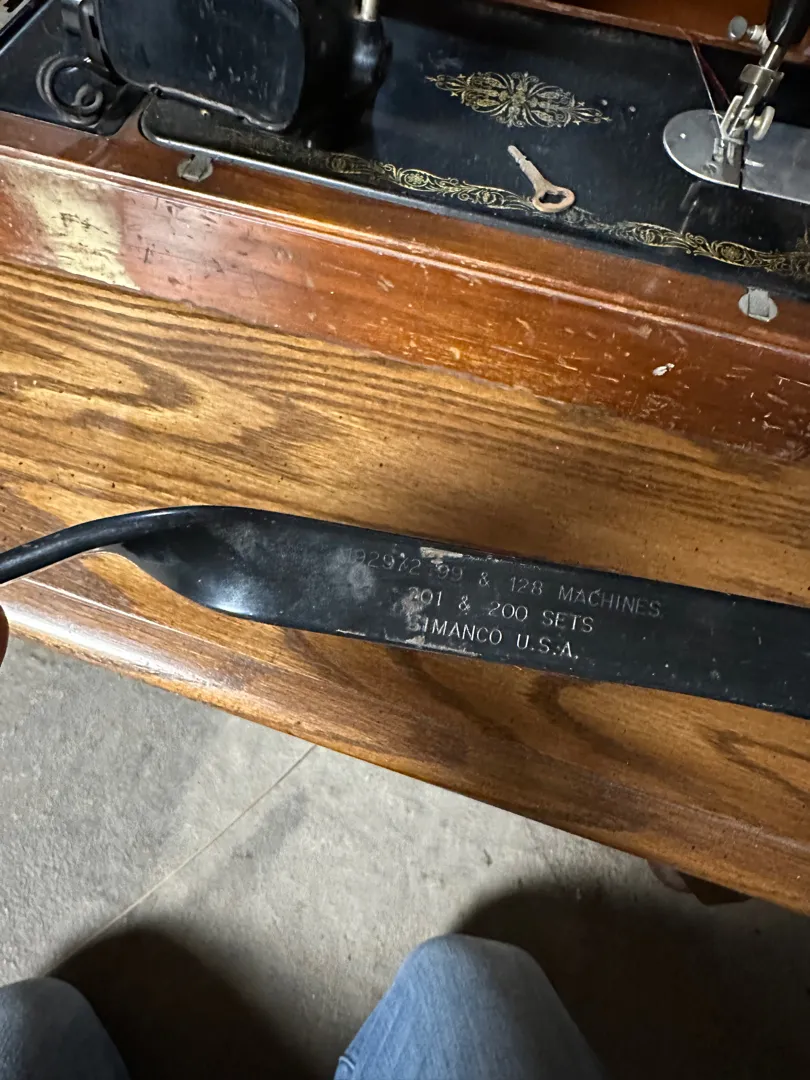 192972 99 & 128 MACHINES
201 & 200 SETS
SIMANCO U.S.A.